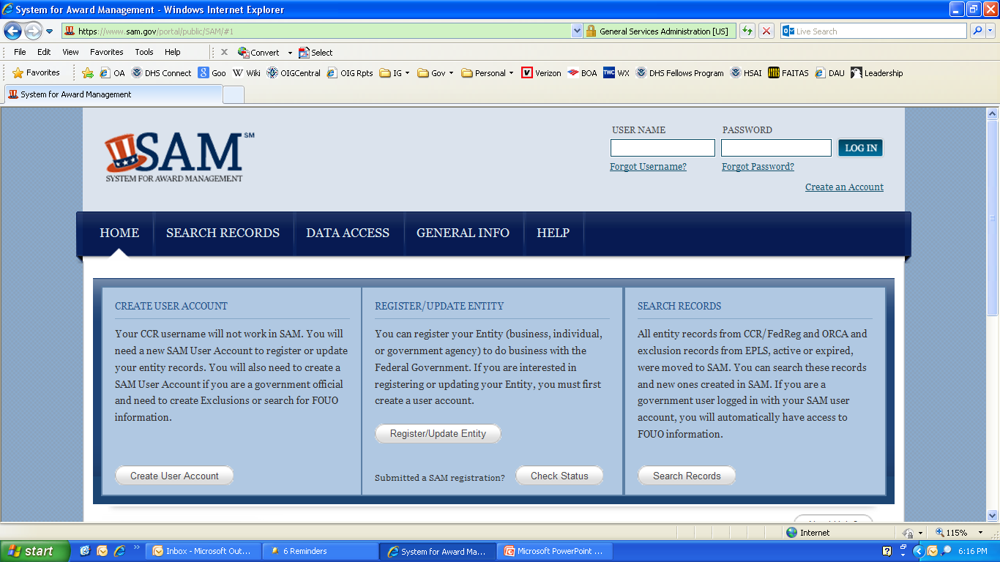 System for Award Management - Windows Internet Explorer
https://www.sam.gov/portal/public/SAM/#1
General Services Administration [US]
Live Search
File Edit View Favorites Tools Help
Convert Select
Favorites OA DHS Connect Goo Wiki OIGCentral OIG Rpts IG Gov Personal Verizon BOA WX DHS Fellows Program HSAI FAITAS DAU Leadership
System for Award Management
SAM SM
SYSTEM FOR AWARD MANAGEMENT
USER NAME PASSWORD
LOG IN
Forgot Username? Forgot Password?
Create an Account
HOME SEARCH RECORDS DATA ACCESS GENERAL INFO HELP
CREATE USER ACCOUNT
Your CCR username will not work in SAM. You will
need a new SAM User Account to register or update
your entity records. You will also need to create a
SAM User Account if you are a government official
and need to create Exclusions or search for FOUO
information.
Create User Account
REGISTER/UPDATE ENTITY
You can register your Entity (business, individual,
or government agency) to do business with the
Federal Government. If you are interested in
registering or updating your Entity, you must first
create a user account.
Register/Update Entity
Submitted a SAM registration? Check Status
SEARCH RECORDS
All entity records from CCR/FedReg and ORCA and
exclusion records from EPLS, active or expired,
were moved to SAM. You can search these records
and new ones created in SAM. If you are a
government user logged in with your SAM user
account, you will automatically have access to
FOUO information.
Search Records
Internet 115%
start Inbox - Microsoft Out... 6 Reminders System for Award Ma... Microsoft PowerPoint ... 6:16 PM